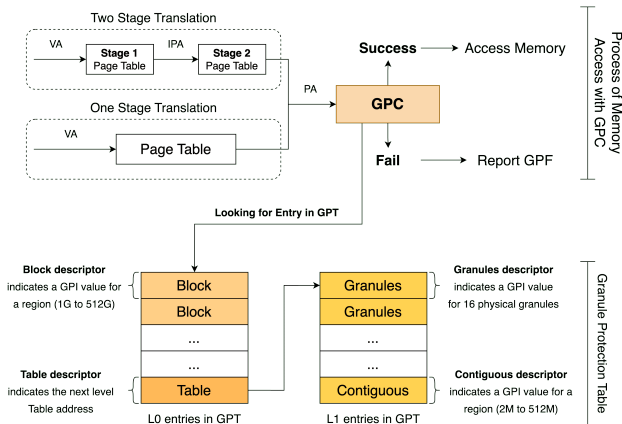 Two Stage Translation
VA
Stage 1
Page Table
IPA
Stage 2
Page Table
One Stage Translation
VA
Page Table
PA
GPC
Success
Access Memory
Fail
Report GPF
Process of Memory
Access with GPC
Looking for Entry in GPT
Block descriptor
indicates a GPI value for
a region (1G to 512G)
Table descriptor
indicates the next level
Table address
Block
Block
...
...
Table
L0 entries in GPT
Granules
Granules
...
...
Contiguous
L1 entries in GPT
Granules descriptor
indicates a GPI value
for 16 physical granules
Contiguous descriptor
indicates a GPI value for a
region (2M to 512M)
Granule Protection Table